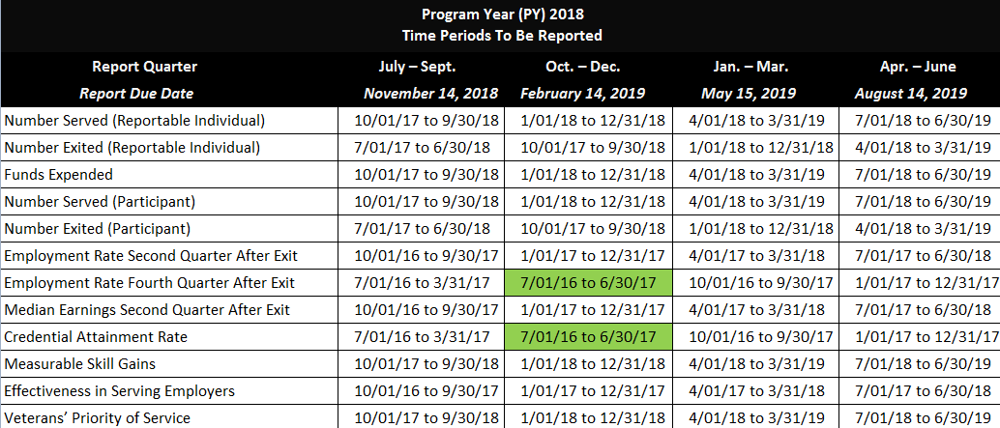 Program Year (PY) 2018
Time Periods To Be Reported
Report Quarter July – Sept. Oct. – Dec. Jan. – Mar. Apr. – June
Report Due Date November 14, 2018 February 14, 2019 May 15, 2019 August 14, 2019
Number Served (Reportable Individual) 10/01/17 to 9/30/18 1/01/18 to 12/31/18 4/01/18 to 3/31/19 7/01/18 to 6/30/19
Number Exited (Reportable Individual) 7/01/17 to 6/30/18 10/01/17 to 9/30/18 1/01/18 to 12/31/18 4/01/18 to 3/31/19
Funds Expended 10/01/17 to 9/30/18 1/01/18 to 12/31/18 4/01/18 to 3/31/19 7/01/18 to 6/30/19
Number Served (Participant) 10/01/17 to 9/30/18 1/01/18 to 12/31/18 4/01/18 to 3/31/19 7/01/18 to 6/30/19
Number Exited (Participant) 7/01/17 to 6/30/18 10/01/17 to 9/30/18 1/01/18 to 12/31/18 4/01/18 to 3/31/19
Employment Rate Second Quarter After Exit 10/01/16 to 9/30/17 1/01/17 to 12/31/17 4/01/17 to 3/31/18 7/01/17 to 6/30/18
Employment Rate Fourth Quarter After Exit 7/01/16 to 3/31/17 7/01/16 to 6/30/17 10/01/16 to 9/30/17 1/01/17 to 12/31/17
Median Earnings Second Quarter After Exit 10/01/16 to 9/30/17 1/01/17 to 12/31/17 4/01/17 to 3/31/18 7/01/17 to 6/30/18
Credential Attainment Rate 7/01/16 to 3/31/17 7/01/16 to 6/30/17 10/01/16 to 9/30/17 1/01/17 to 12/31/17
Measurable Skill Gains 10/01/17 to 9/30/18 1/01/18 to 12/31/18 4/01/18 to 3/31/19 7/01/18 to 6/30/19
Effectiveness in Serving Employers 10/01/16 to 9/30/17 1/01/17 to 12/31/17 4/01/17 to 3/31/18 7/01/17 to 6/30/18
Veterans’ Priority of Service 10/01/17 to 9/30/18 1/01/18 to 12/31/18 4/01/18 to 3/31/19 7/01/18 to 6/30/19